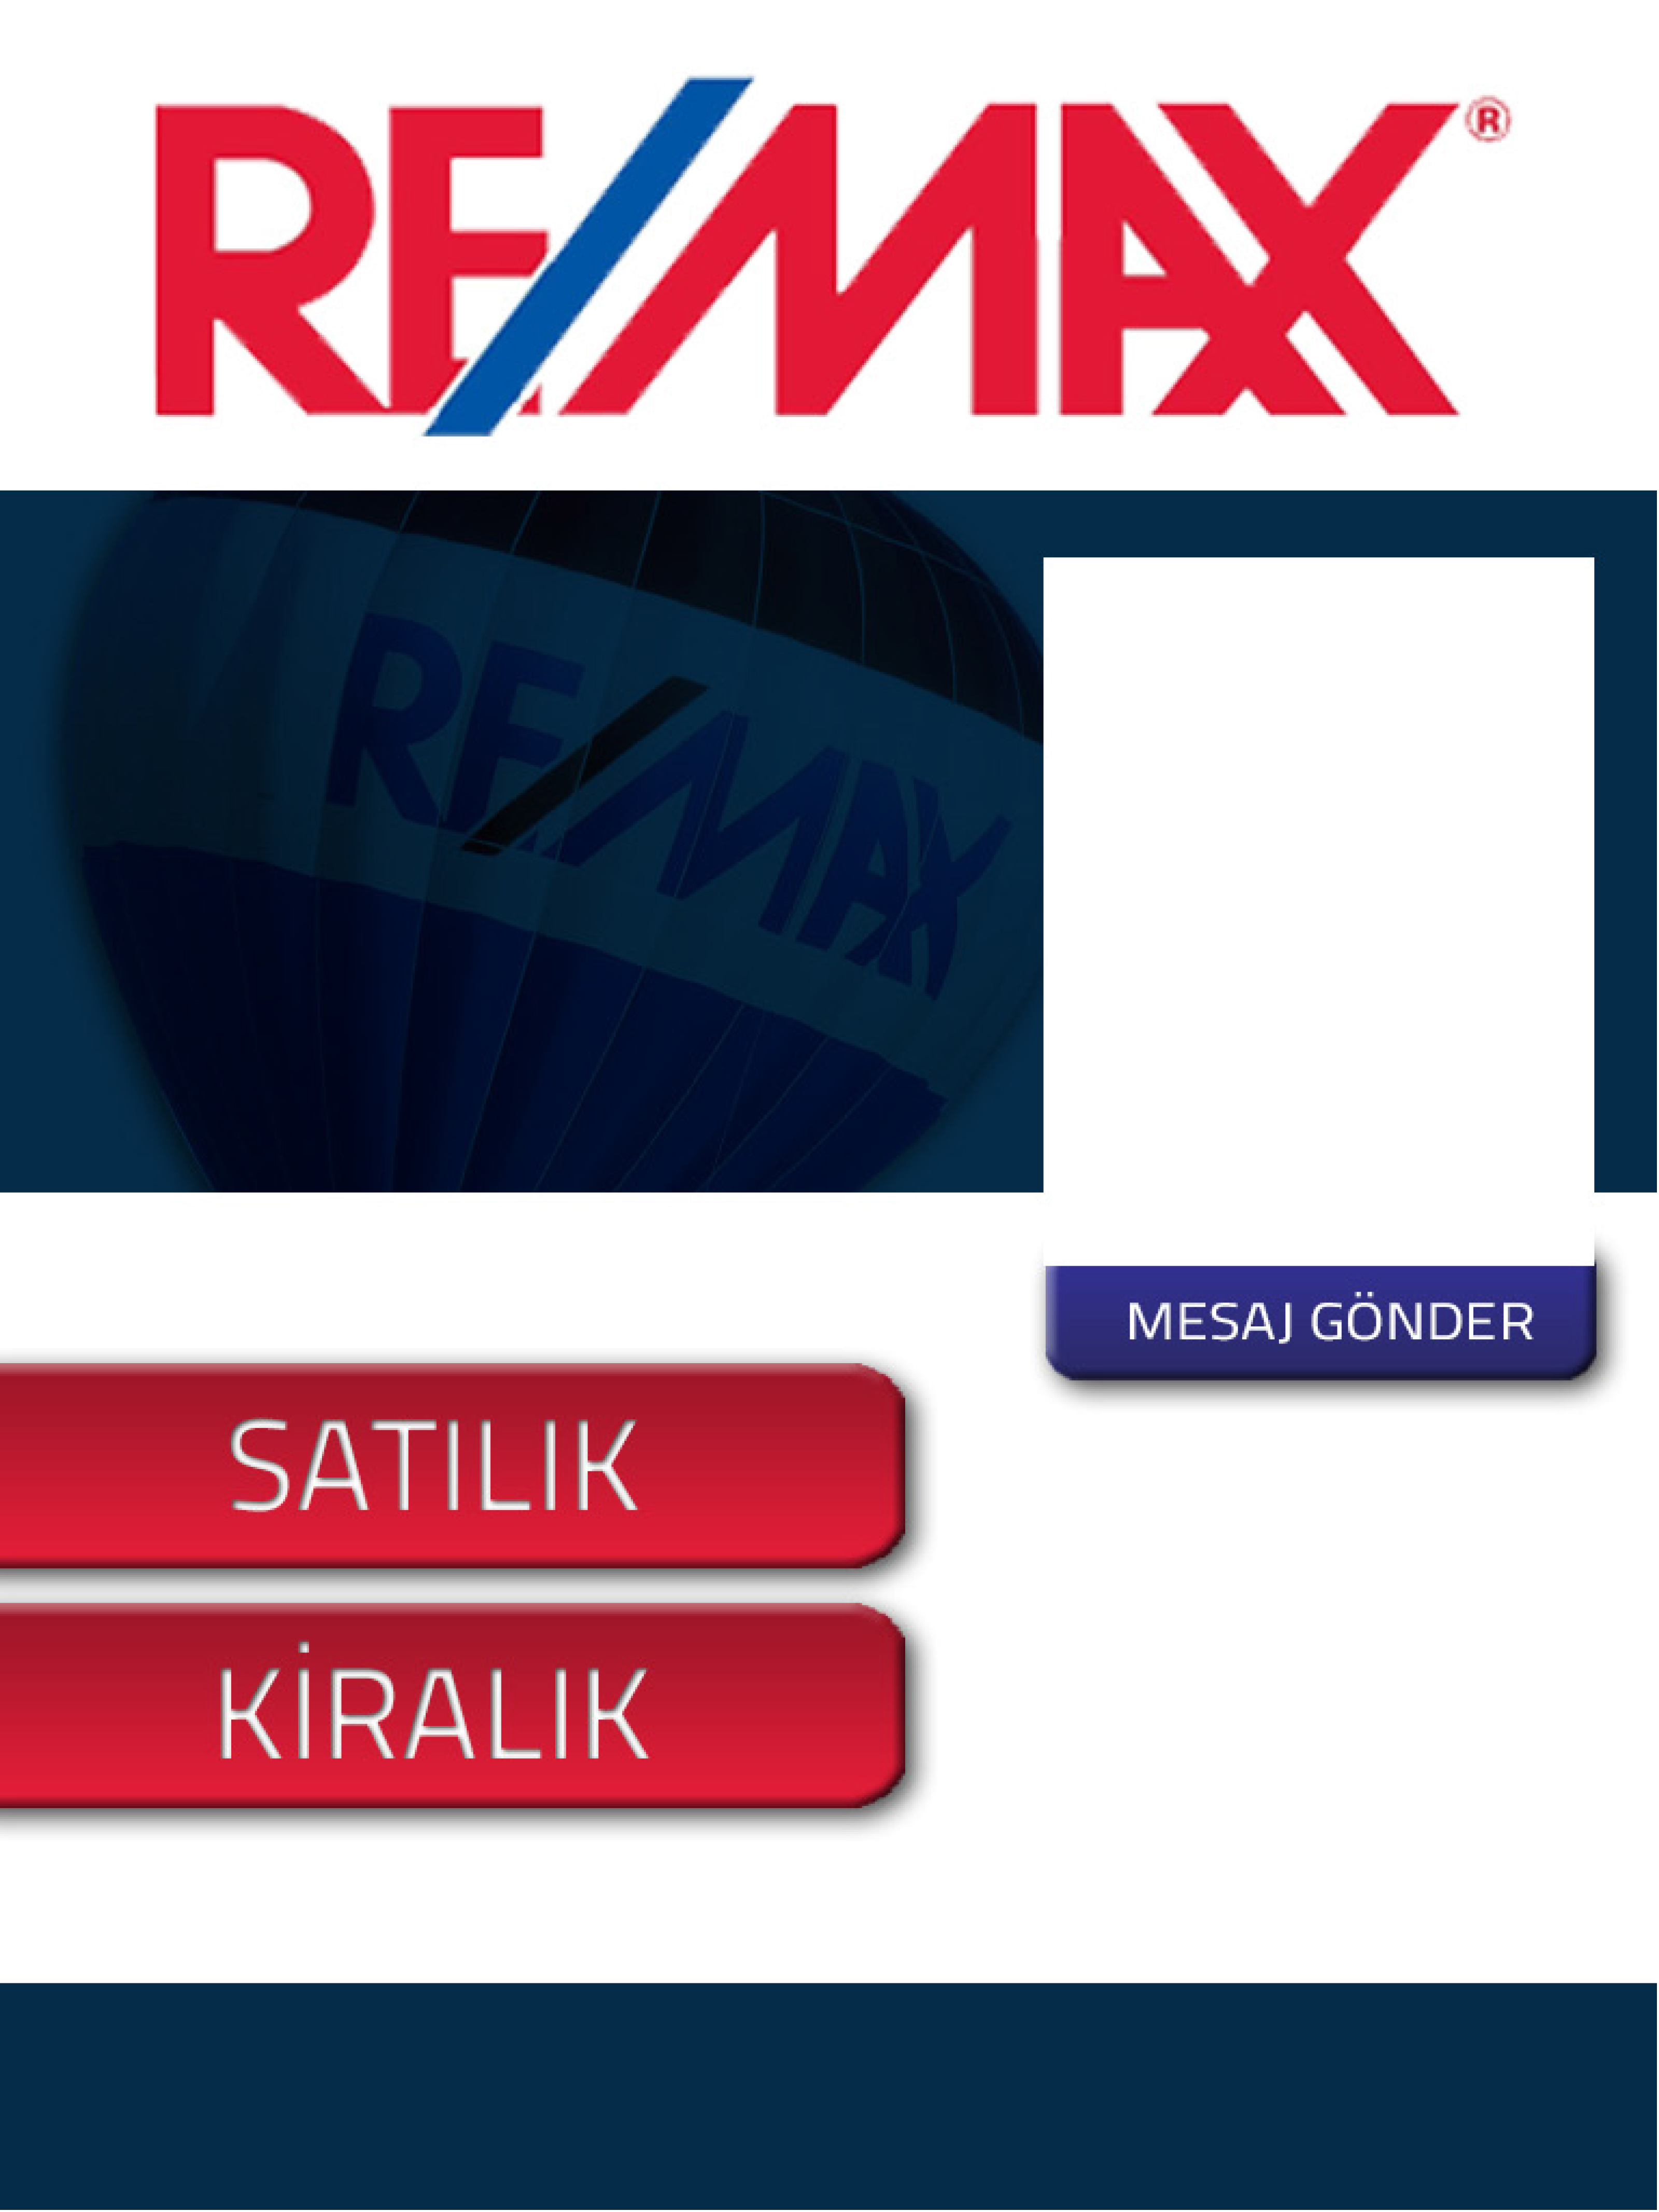 RE/MAX®
RE/MAX
MESAJ GÖNDER
SATILIK
KİRALIK